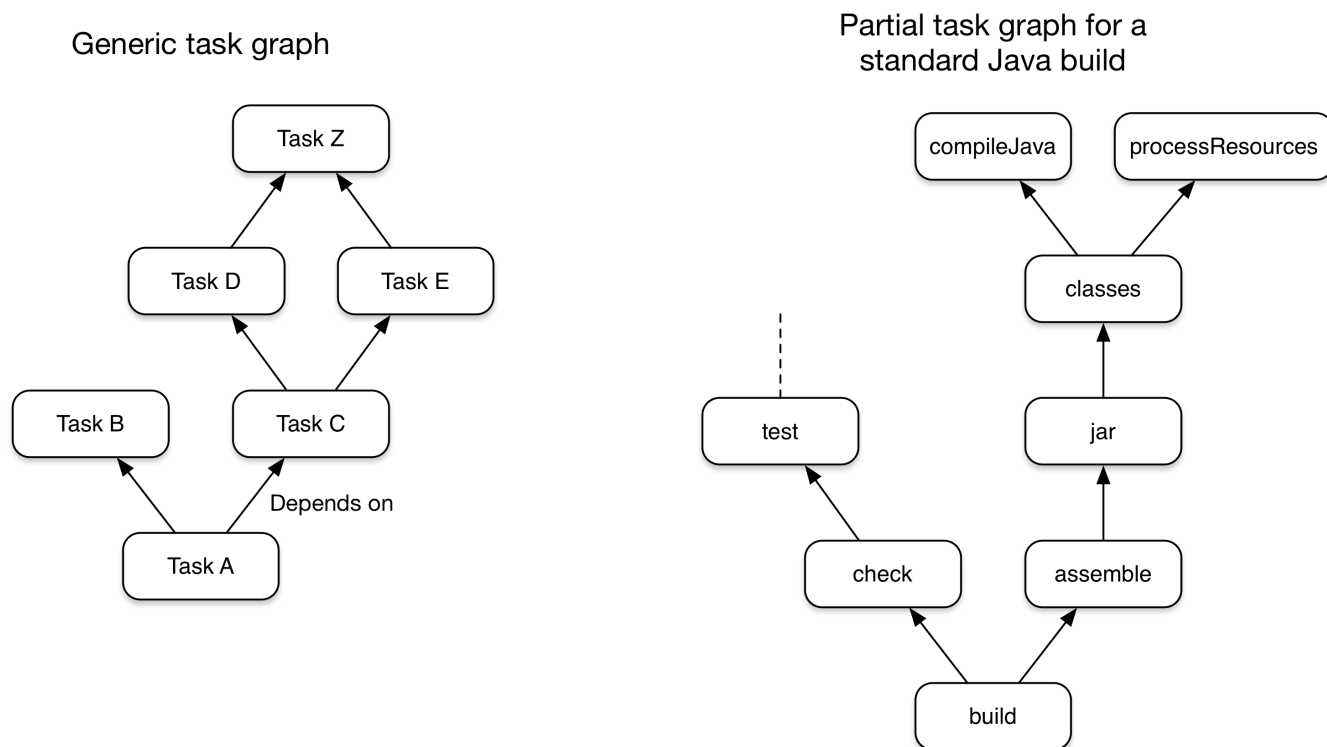 Generic task graph
Task Z
Task D
Task E
Task B
Task C
Depends on
Task A
Partial task graph for a
standard Java build
compileJava
processResources
classes
test
jar
check
assemble
build